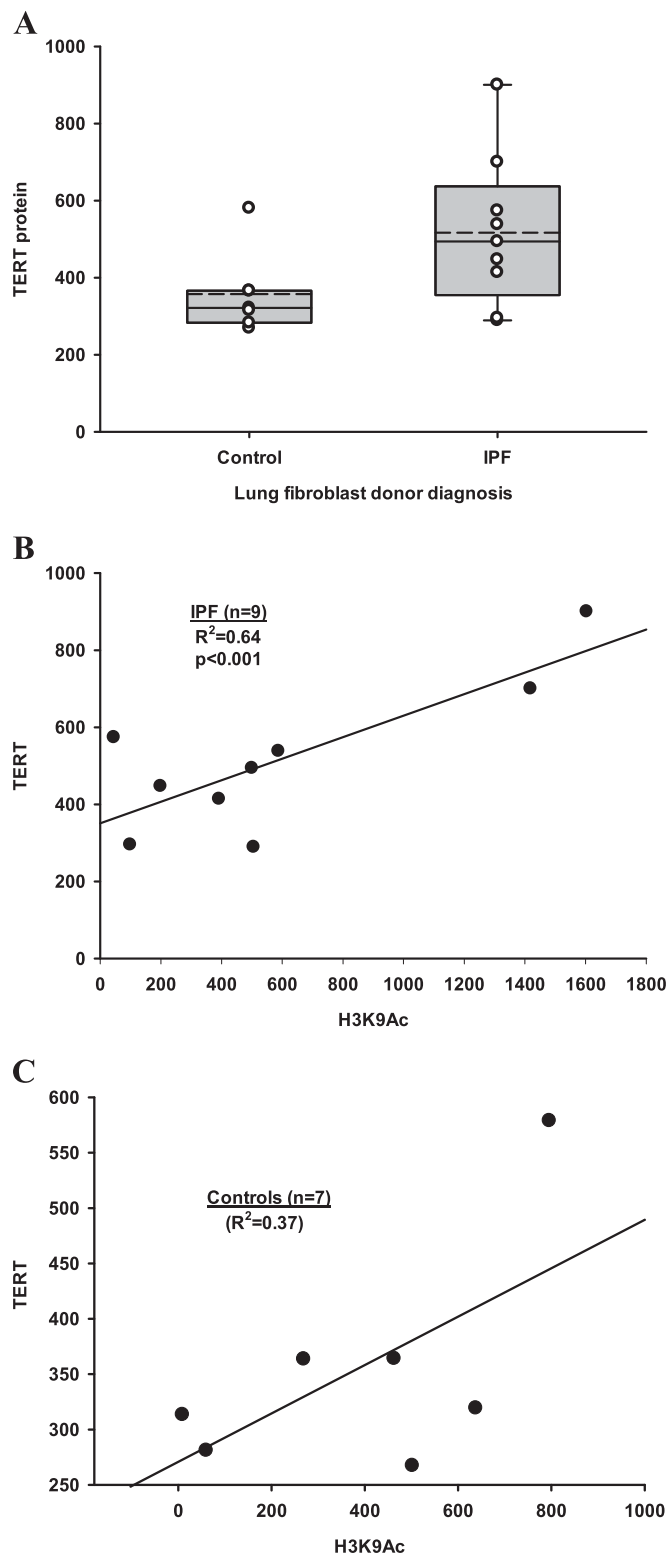 A
1000
800
600
400
200
0
TERT protein
Control IPF
Lung fibroblast donor diagnosis
B
1000
800
600
400
200
0
TERT
IPF (n=9)
R²=0.64
p<0.001
0 200 400 600 800 1000 1200 1400 1600 1800
H3K9Ac
C
600
550
500
450
400
350
300
250
TERT
Controls (n=7)
(R²=0.37)
0 200 400 600 800 1000
H3K9Ac